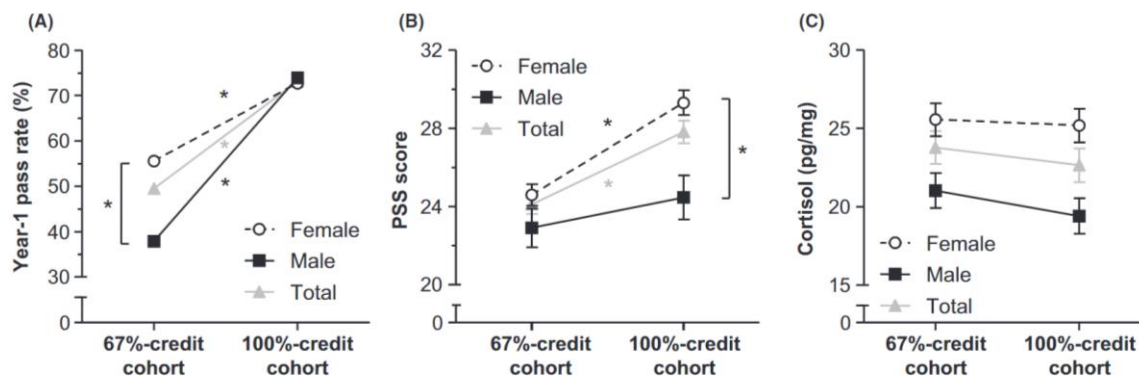 (A)
Year-1 pass rate (%)
80
70
60
50
40
30
0
*
*
*
*
Female
Male
Total
67%-credit
cohort
100%-credit
cohort
(B)
PSS score
32
28
24
20
0
Female
Male
Total
*
*
*
67%-credit
cohort
100%-credit
cohort
(C)
Cortisol (pg/mg)
30
25
20
15
0
Female
Male
Total
67%-credit
cohort
100%-credit
cohort